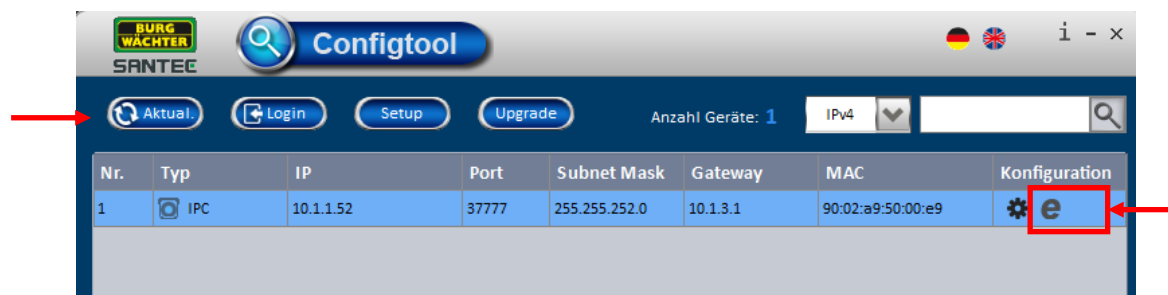 BURG
WÄCHTER
SANTEC
Configtool
i - ×
Aktual. Login Setup Upgrade Anzahl Geräte: 1 IPv4
Nr. Typ IP Port Subnet Mask Gateway MAC Konfiguration
1 IPC 10.1.1.52 37777 255.255.252.0 10.1.3.1 90:02:a9:50:00:e9 e